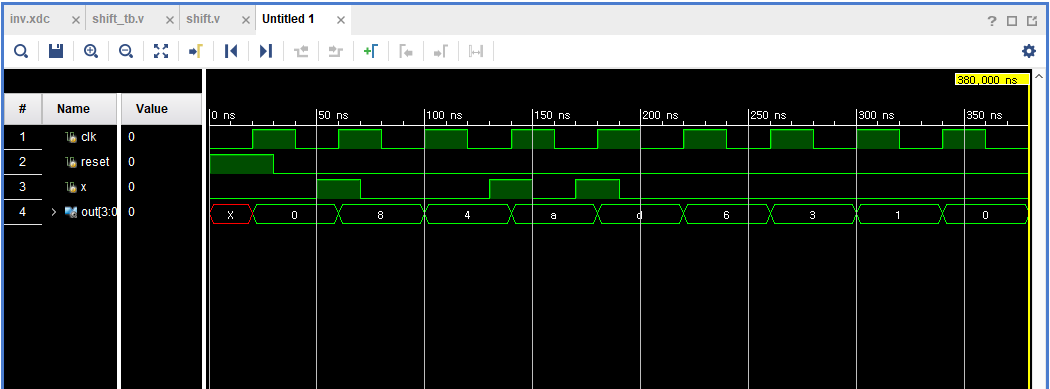 inv.xdc × shift_tb.v × shift.v × Untitled 1 ×
380,000 ns
# Name Value
0 ns 50 ns 100 ns 150 ns 200 ns 250 ns 300 ns 350 ns
1 clk 0
2 reset 0
3 x 0
4 > out[3:0 0 X 0 8 4 a d 6 3 1 0